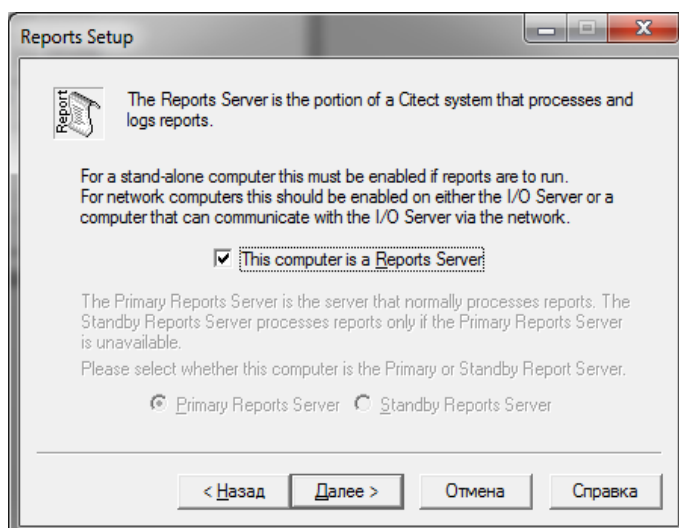 Reports Setup
Report
The Reports Server is the portion of a Citect system that processes and
logs reports.
For a stand-alone computer this must be enabled if reports are to run.
For network computers this should be enabled on either the I/O Server or a
computer that can communicate with the I/O Server via the network.
This computer is a Reports Server
The Primary Reports Server is the server that normally processes reports. The
Standby Reports Server processes reports only if the Primary Reports Server
is unavailable.
Please select whether this computer is the Primary or Standby Report Server.
Primary Reports Server Standby Reports Server
< Назад Далее > Отмена Справка